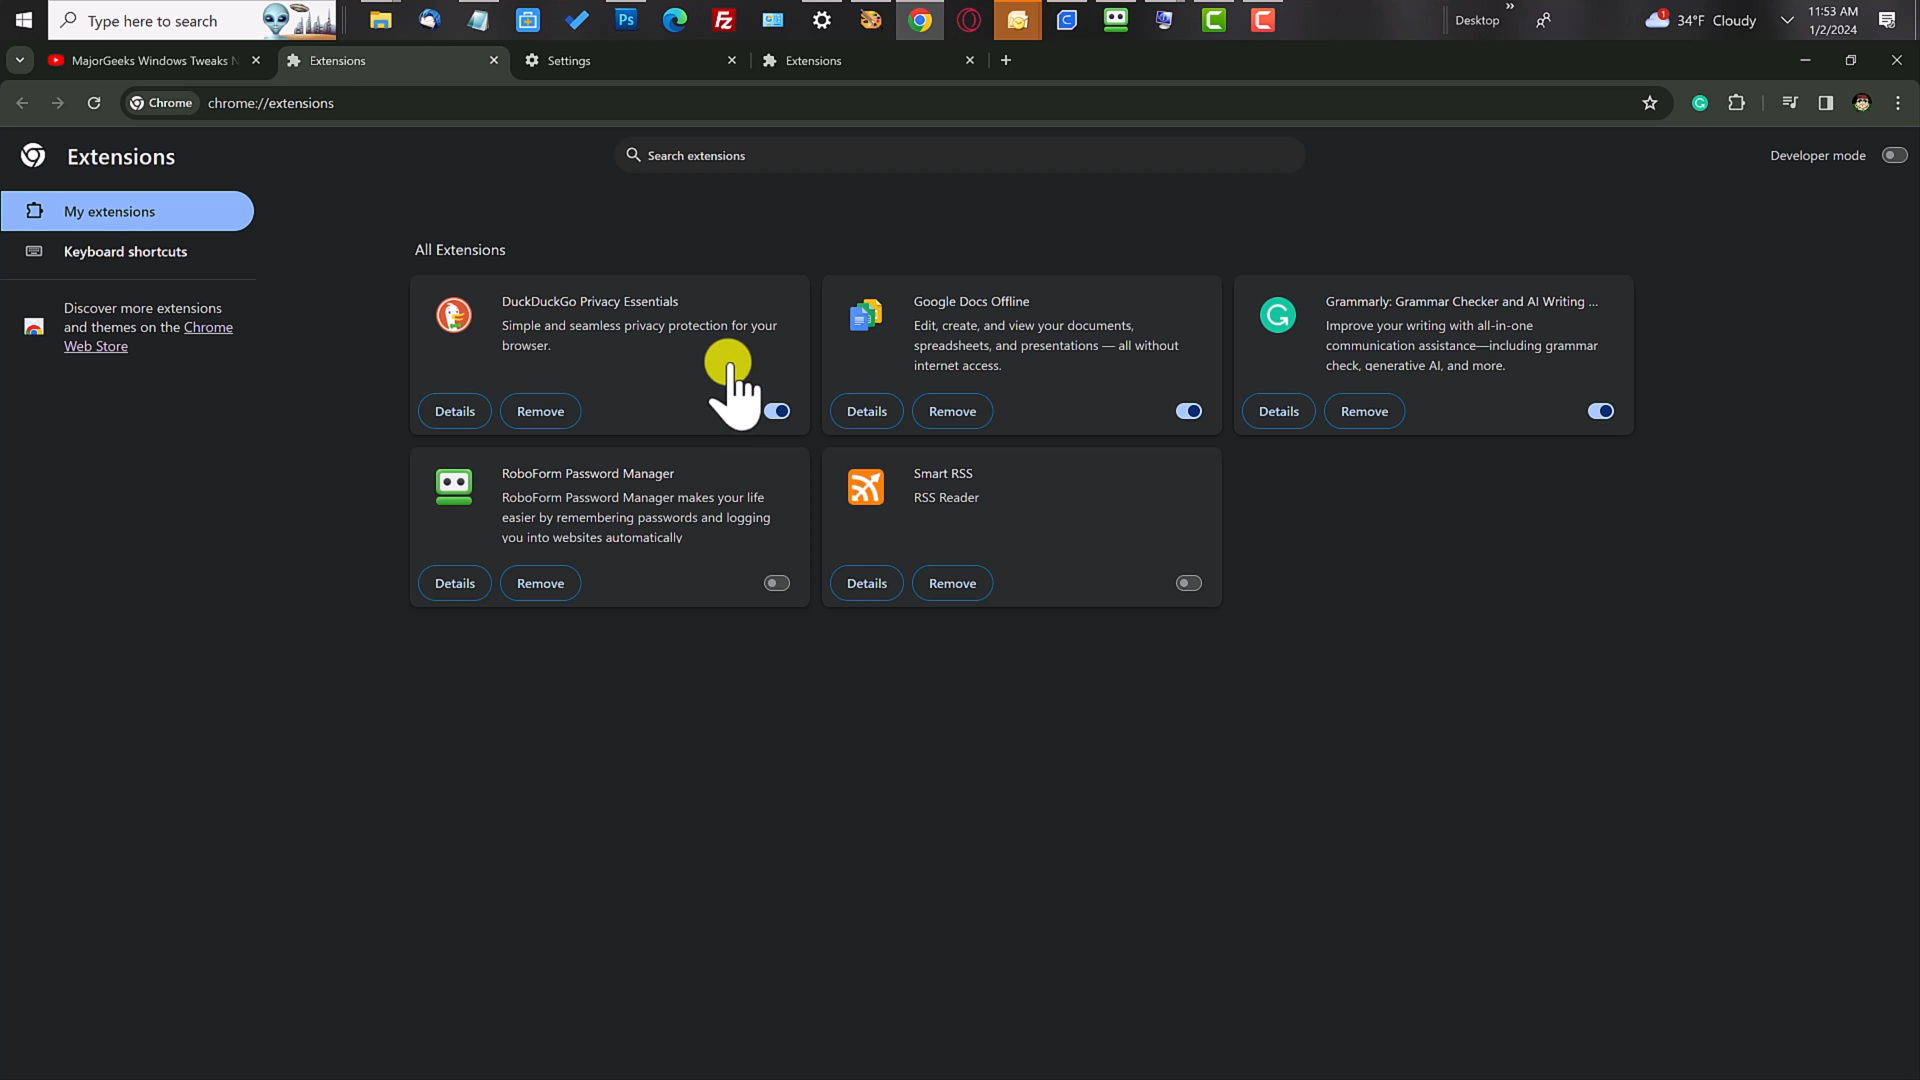 Type here to search
Ps
Fz
Desktop
»
1
34°F Cloudy
11:53 AM
1/2/2024
MajorGeeks Windows Tweaks N
Extensions
Settings
Extensions
Chrome
chrome://extensions
Extensions
Search extensions
Developer mode
My extensions
Keyboard shortcuts
Discover more extensions
and themes on the Chrome
Web Store
All Extensions
DuckDuckGo Privacy Essentials
Simple and seamless privacy protection for your
browser.
Details
Remove
Google Docs Offline
Edit, create, and view your documents,
spreadsheets, and presentations — all without
internet access.
Details
Remove
Grammarly: Grammar Checker and AI Writing ...
Improve your writing with all-in-one
communication assistance—including grammar
check, generative AI, and more.
Details
Remove
RoboForm Password Manager
RoboForm Password Manager makes your life
easier by remembering passwords and logging
you into websites automatically
Details
Remove
Smart RSS
RSS Reader
Details
Remove